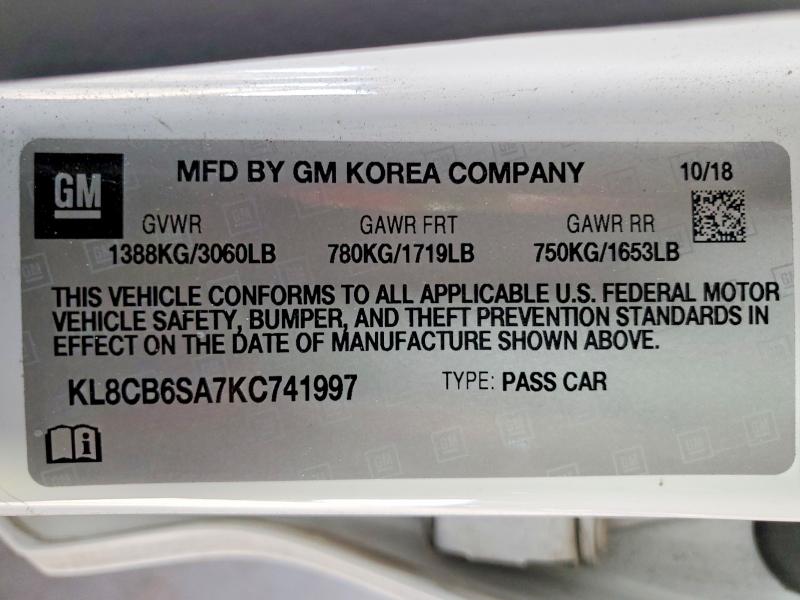 GM
MFD BY GM KOREA COMPANY 10/18
GVWR GAWR FRT GAWR RR
1388KG/3060LB 780KG/1719LB 750KG/1653LB
THIS VEHICLE CONFORMS TO ALL APPLICABLE U.S. FEDERAL MOTOR
VEHICLE SAFETY, BUMPER, AND THEFT PREVENTION STANDARDS IN
EFFECT ON THE DATE OF MANUFACTURE SHOWN ABOVE.
KL8CB6SA7KC741997 TYPE: PASS CAR